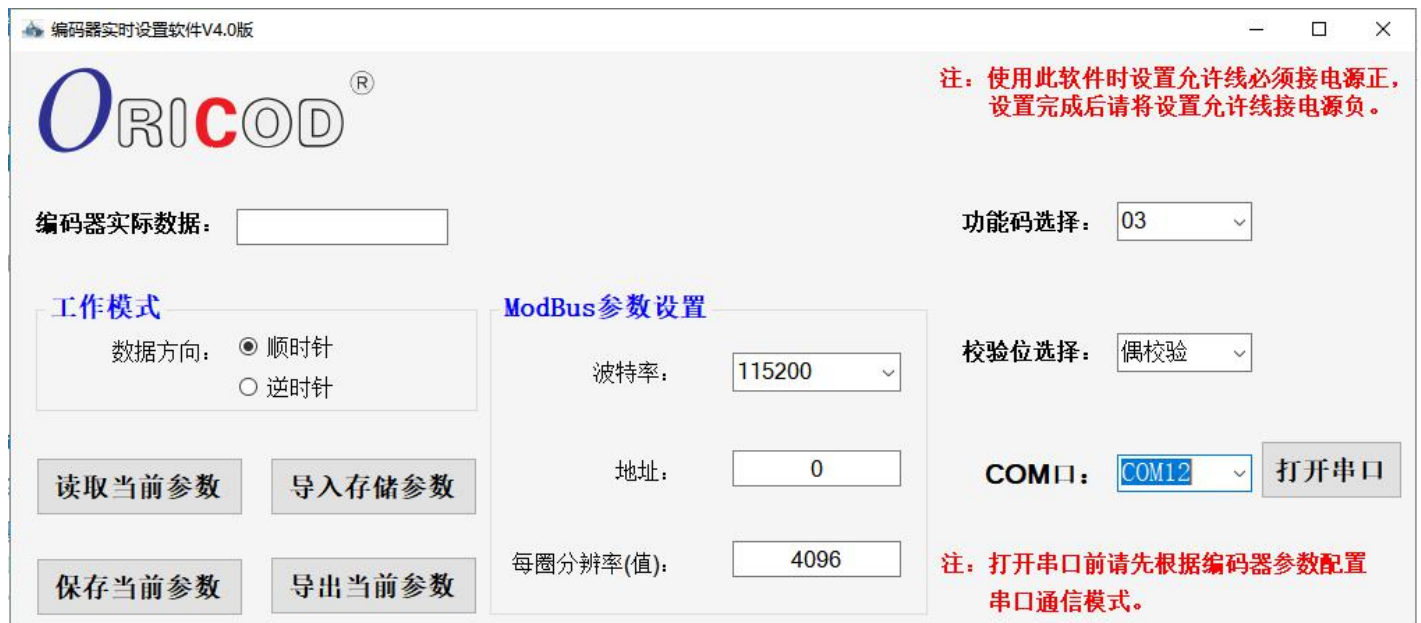 编码器实时设置软件V4.0版
ORICOD®
注：使用此软件时设置允许线必须接电源正，
设置完成后请将设置允许线接电源负。
编码器实际数据：
功能码选择： 03
工作模式
数据方向： 顺时针
逆时针
ModBus参数设置
波特率： 115200
校验位选择： 偶校验
地址： 0
COM口： COM12 打开串口
读取当前参数 导入存储参数
每圈分辨率(值)： 4096
保存当前参数 导出当前参数
注：打开串口前请先根据编码器参数配置
串口通信模式。